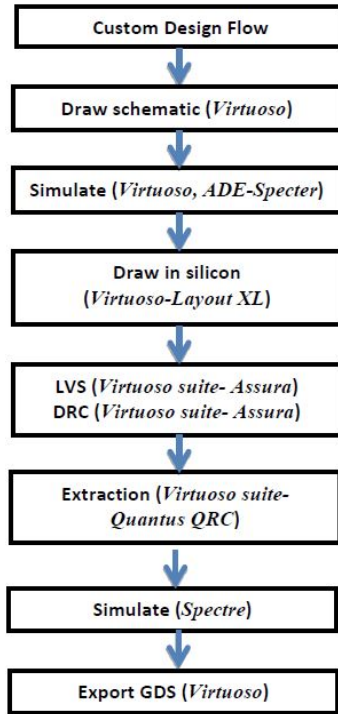 Custom Design Flow
Draw schematic (Virtuoso)
Simulate (Virtuoso, ADE-Specter)
Draw in silicon
(Virtuoso-Layout XL)
LVS (Virtuoso suite- Assura)
DRC (Virtuoso suite- Assura)
Extraction (Virtuoso suite-
Quantus QRC)
Simulate (Spectre)
Export GDS (Virtuoso)